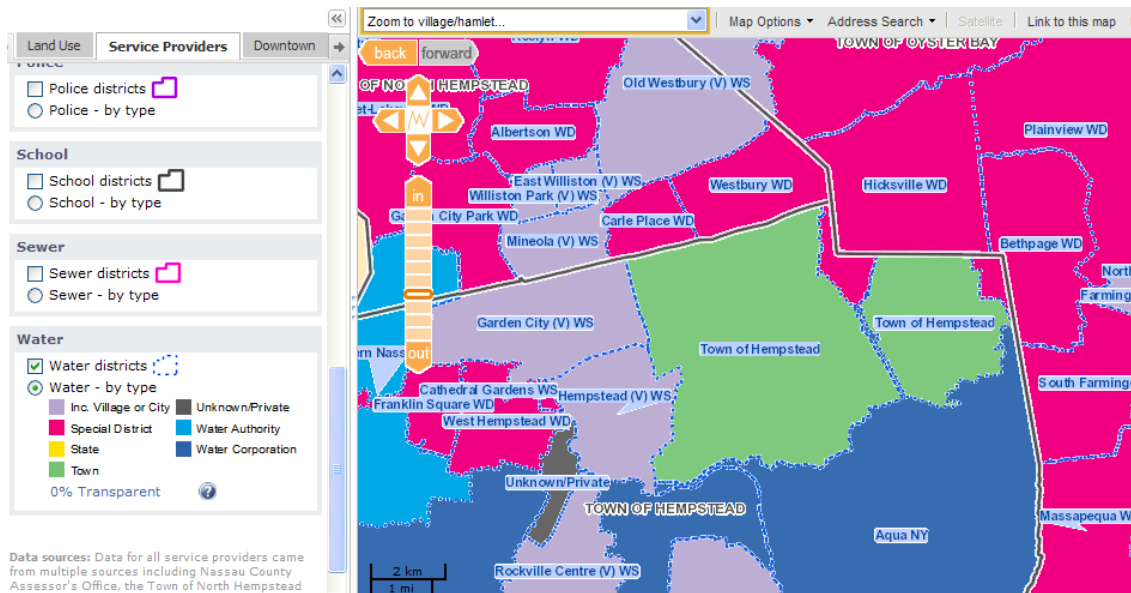 Land Use
Service Providers
Downtown
Police
Police districts
Police - by type
School
School districts
School - by type
Sewer
Sewer districts
Sewer - by type
Water
Water districts
Water - by type
Inc. Village or City
Unknown/Private
Special District
Water Authority
State
Water Corporation
Town
0% Transparent
?
Data sources: Data for all service providers came
from multiple sources including Nassau County
Assessor's Office, the Town of North Hempstead
Zoom to village/hamlet...
Map Options
Address Search
Satellite
Link to this map
back
forward
in
out
Roslyn WD
TOWN OF OYSTER BAY
OF NORTH HEMPSTEAD
Old Westbury (V) WS
Albertson WD
Plainview WD
East Williston (V) WS
Williston Park (V) WS
Westbury WD
Hicksville WD
Garden City Park WD
Carle Place WD
Mineola (V) WS
Bethpage WD
North
Farming
Garden City (V) WS
Town of Hempstead
Town of Hempstead
ern Nass
Cathedral Gardens WS
Hempstead (V) WS
South Farming
Franklin Square WD
West Hempstead WD
Unknown/Private
TOWN OF HEMPSTEAD
Massapequa W
Aqua NY
Rockville Centre (V) WS
2 km
1 mi